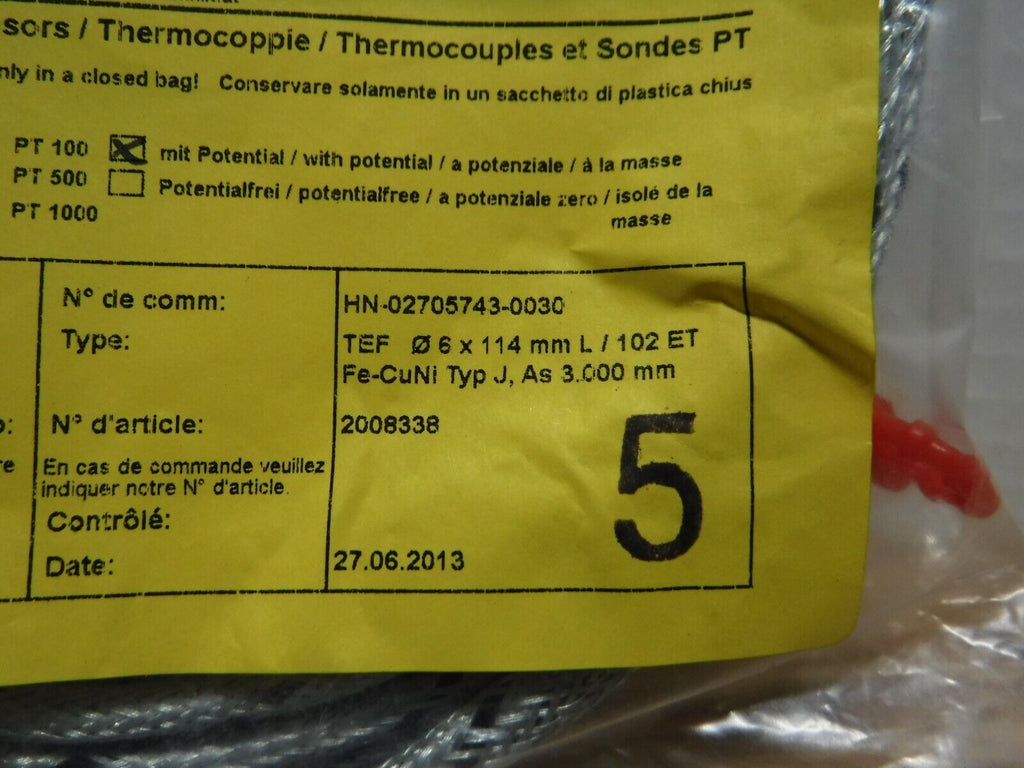 sors / Thermocoppie / Thermocouples et Sondes PT
nly in a closed bag! Conservare solamente in un sacchetto di plastica chius
PT 100 mit Potential / with potential / a potenziale / à la masse
PT 500 Potentialfrei / potentialfree / a potenziale zero / isolé de la
masse
PT 1000
N° de comm: HN-02705743-0030
Type: TEF Ø 6 x 114 mm L / 102 ET
Fe-CuNi Typ J, As 3.000 mm
o: N° d'article: 2008338
re En cas de commande veuillez
indiquer notre N° d'article.
5
Contrôlé:
Date: 27.06.2013